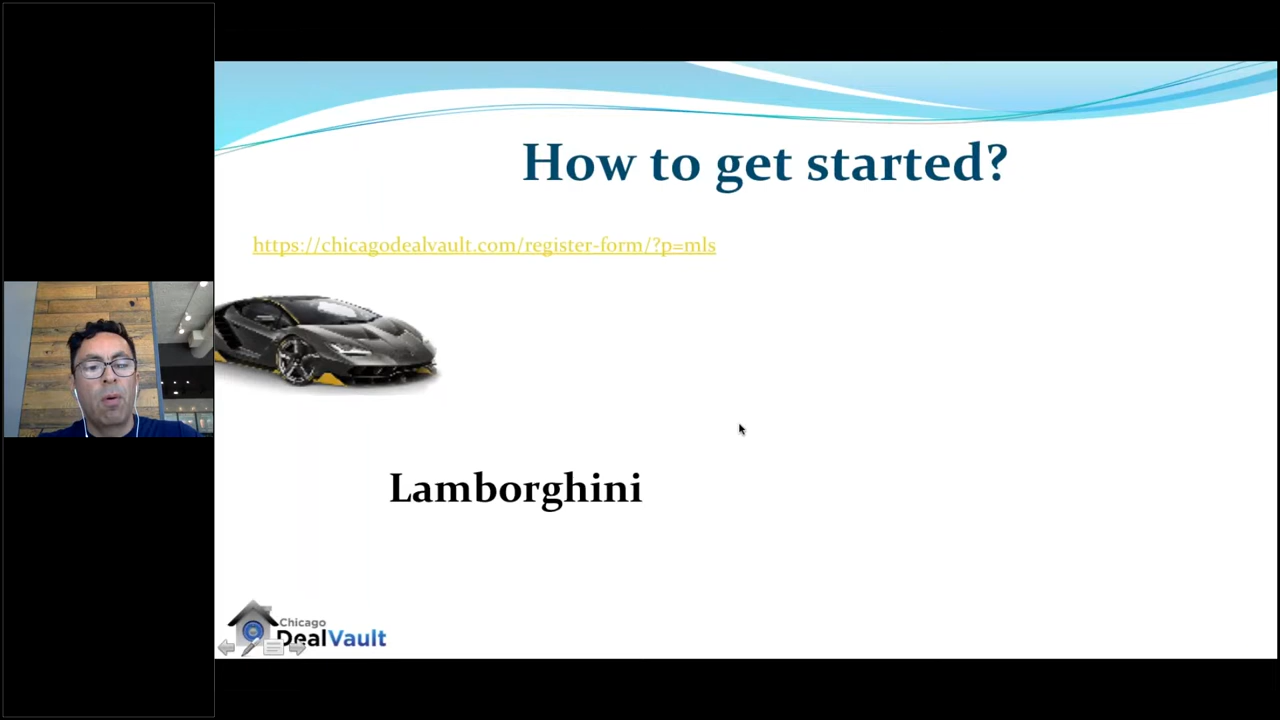 How to get started?
https://chicagodealvault.com/register-form/?p=mls
Lamborghini
Chicago
DealVault